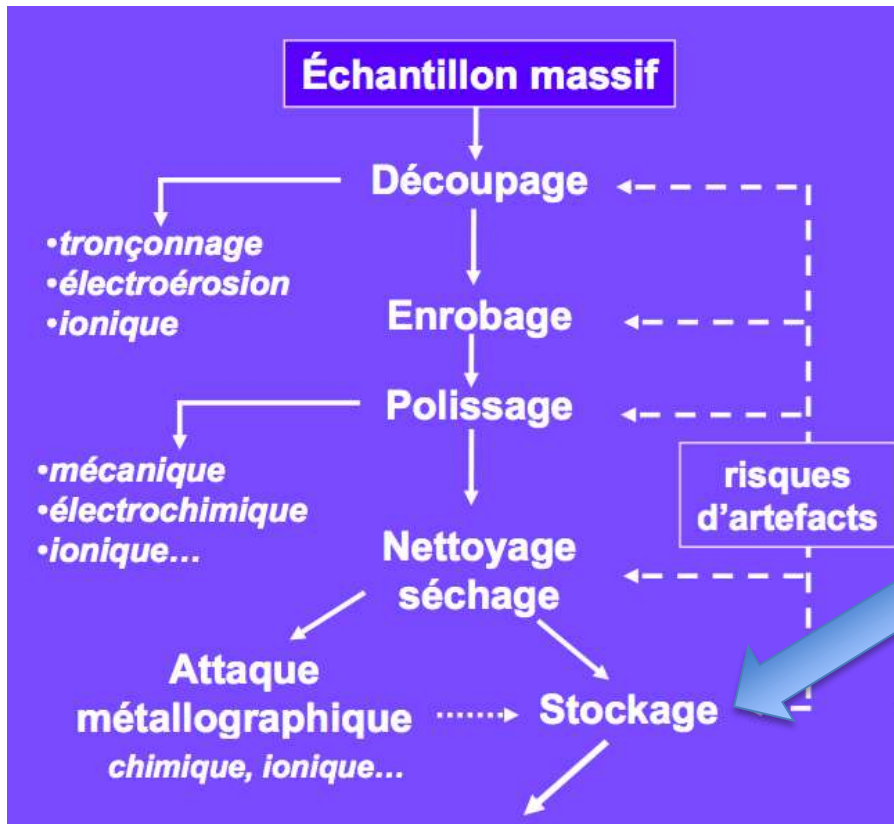 Échantillon massif
Découpage
•tronçonnage
•électroérosion
•ionique
Enrobage
Polissage
•mécanique
•électrochimique
•ionique…
risques
d'artefacts
Nettoyage
séchage
Attaque
métallographique
chimique, ionique…
Stockage